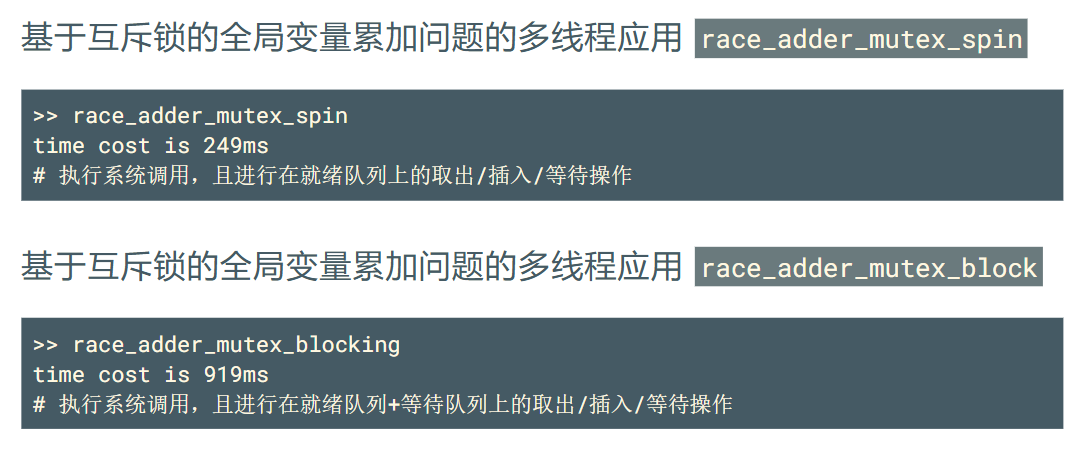 基于互斥锁的全局变量累加问题的多线程应用 race_adder_mutex_spin
>> race_adder_mutex_spin
time cost is 249ms
# 执行系统调用，且进行在就绪队列上的取出/插入/等待操作
基于互斥锁的全局变量累加问题的多线程应用 race_adder_mutex_block
>> race_adder_mutex_blocking
time cost is 919ms
# 执行系统调用，且进行在就绪队列+等待队列上的取出/插入/等待操作